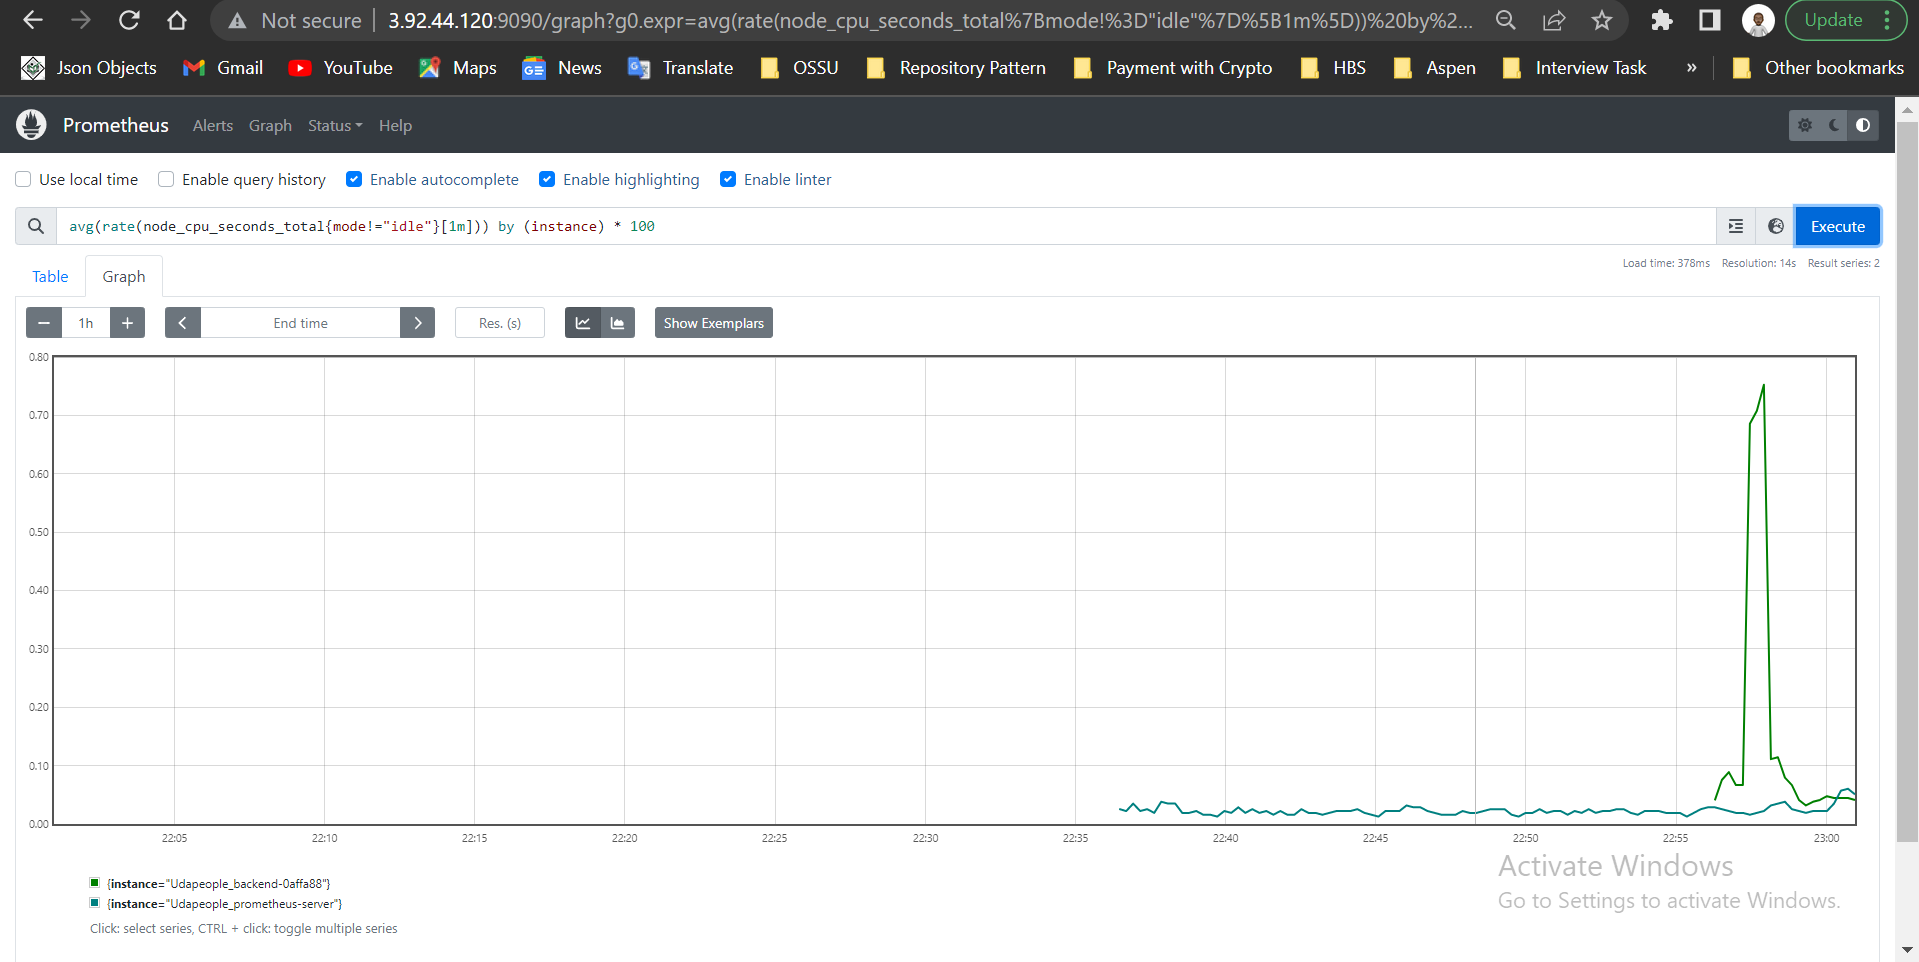 Not secure 3.92.44.120:9090/graph?g0.expr=avg(rate(node_cpu_seconds_total%7Bmode!%3D"idle"%7D%5B1m%5D))%20by%2... Update
Json Objects Gmail YouTube Maps News Translate OSSU Repository Pattern Payment with Crypto HBS Aspen Interview Task » Other bookmarks
Prometheus Alerts Graph Status Help
Use local time Enable query history Enable autocomplete Enable highlighting Enable linter
avg(rate(node_cpu_seconds_total{mode!="idle"}[1m])) by (instance) * 100 Execute
Table Graph Load time: 378ms Resolution: 14s Result series: 2
− 1h + End time Res. (s) Show Exemplars
0.80
0.70
0.60
0.50
0.40
0.30
0.20
0.10
0.00
22:05 22:10 22:15 22:20 22:25 22:30 22:35 22:40 22:45 22:50 22:55 23:00
{instance="Udapeople_backend-0affa88"}
{instance="Udapeople_prometheus-server"}
Click: select series, CTRL + click: toggle multiple series
Activate Windows
Go to Settings to activate Windows.